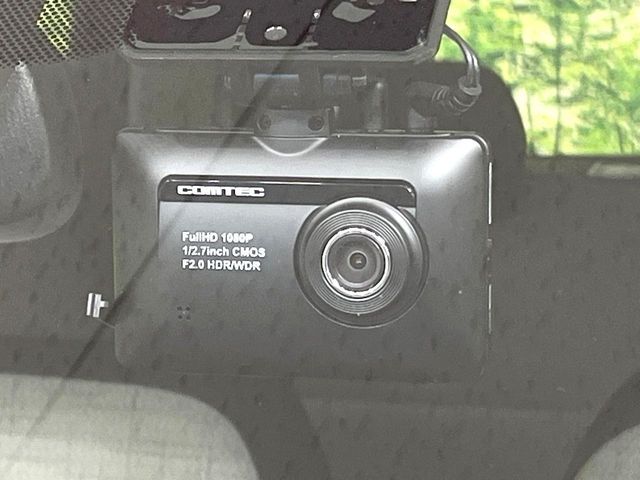 COMTEC
FullHD 1080P
1/2.7inch CMOS
F2.0 HDR/WDR